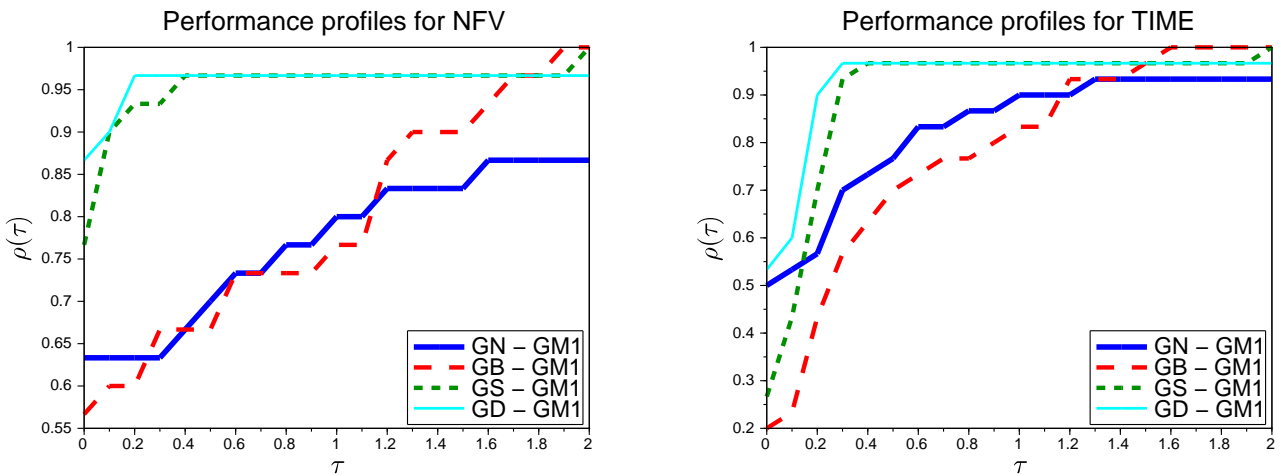 Performance profiles for NFV
1
0.95
0.9
0.85
0.8
0.75
0.7
0.65
0.6
0.55
ρ(τ)
0 0.2 0.4 0.6 0.8 1 1.2 1.4 1.6 1.8 2
τ
GN – GM1
GB – GM1
GS – GM1
GD – GM1
Performance profiles for TIME
1
0.9
0.8
0.7
0.6
0.5
0.4
0.3
0.2
ρ(τ)
0 0.2 0.4 0.6 0.8 1 1.2 1.4 1.6 1.8 2
τ
GN – GM1
GB – GM1
GS – GM1
GD – GM1